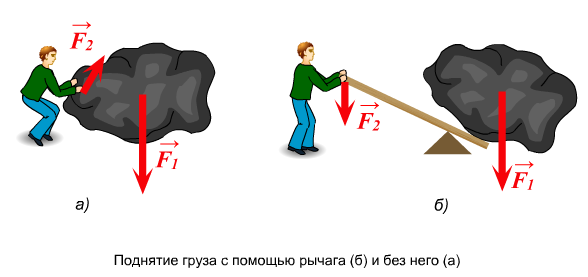 F₂
F₁
а)
F₂
F₁
б)
Поднятие груза с помощью рычага (б) и без него (а)